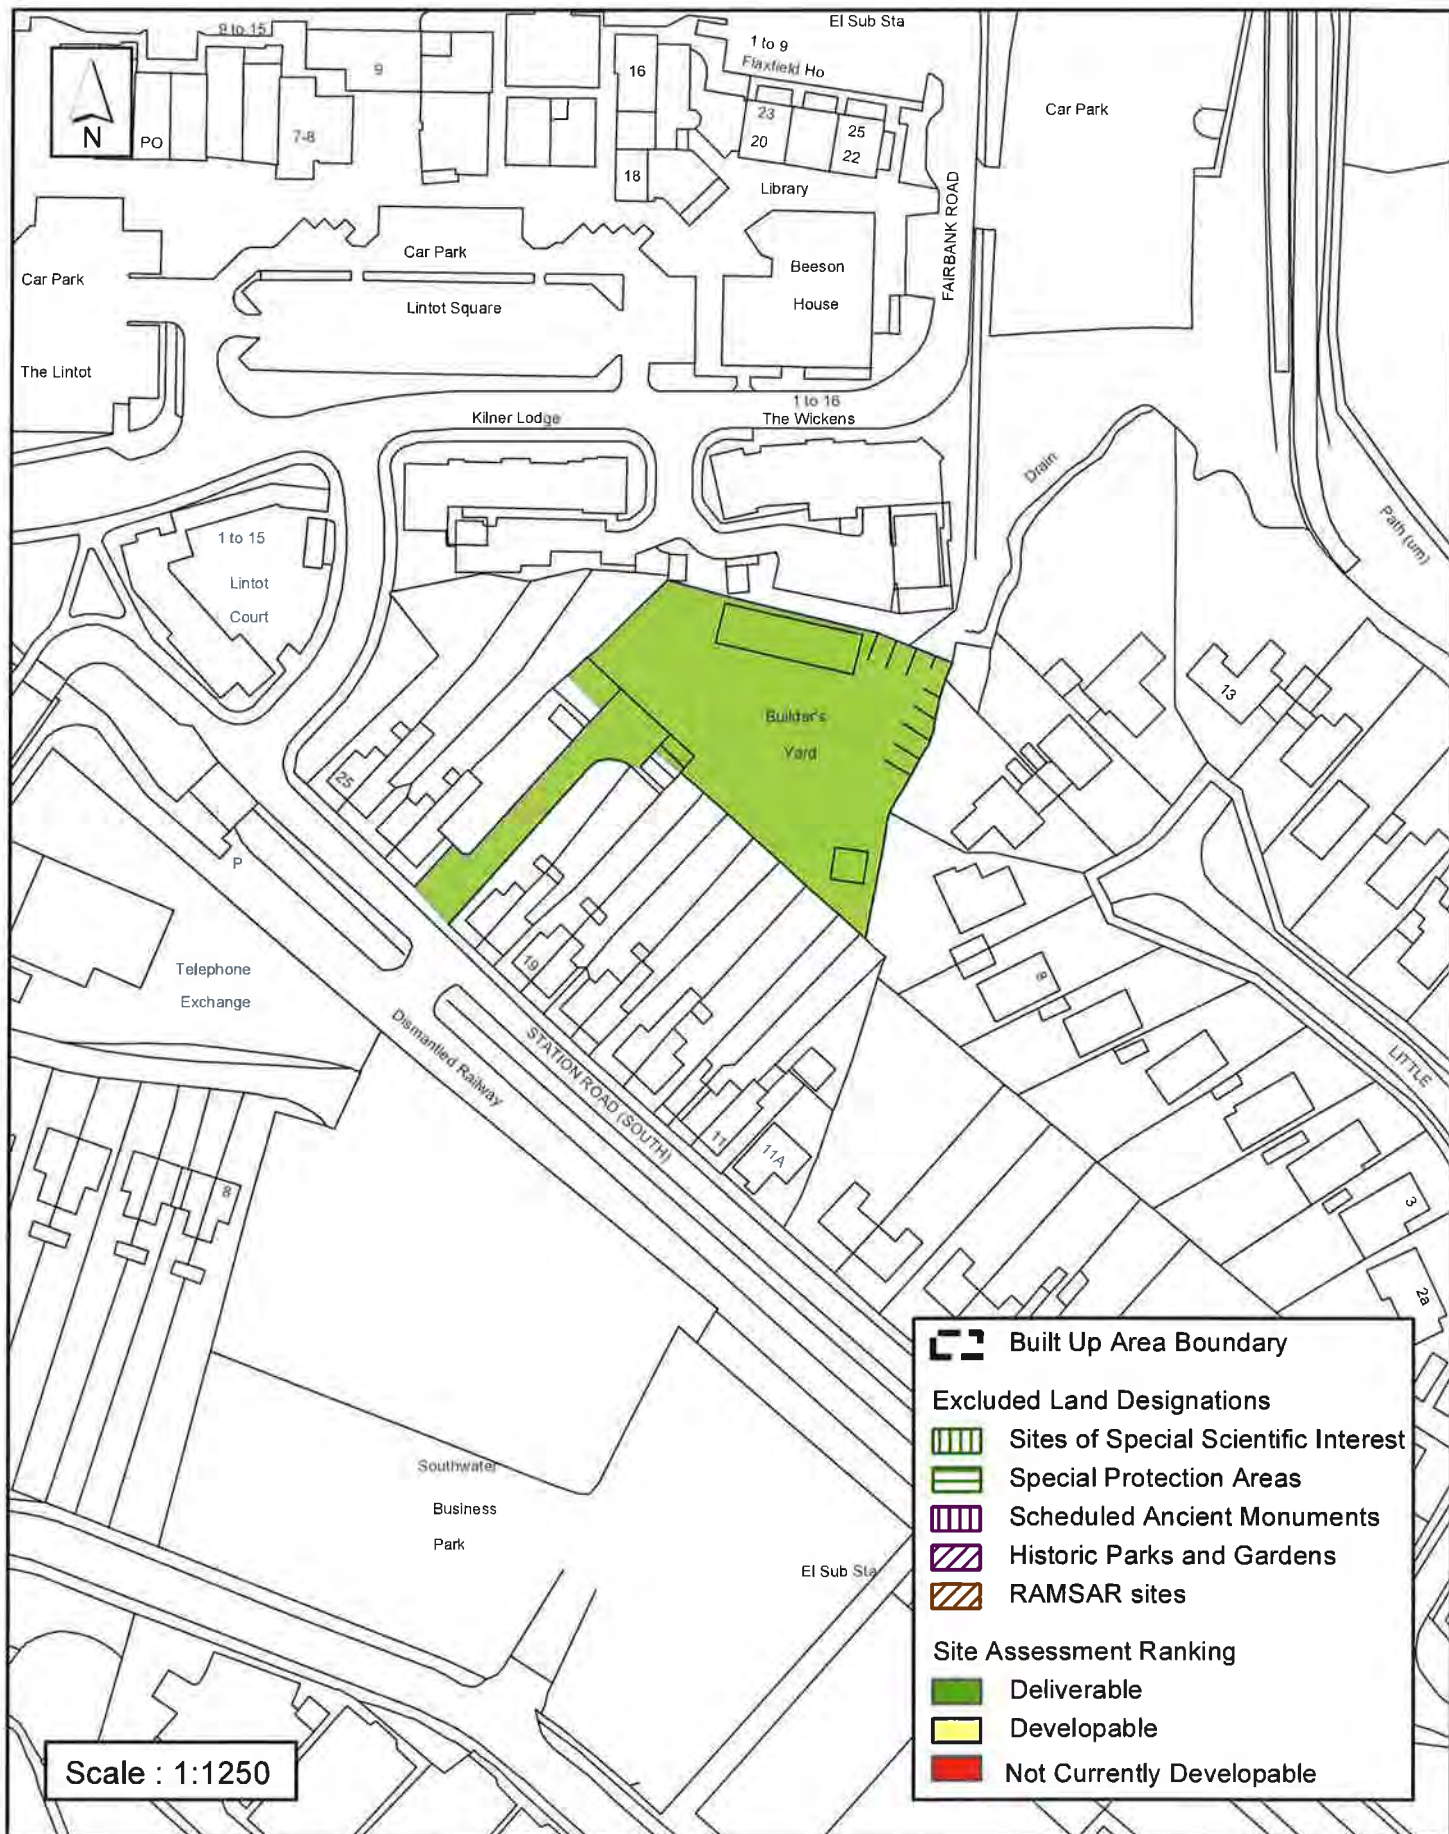 El Sub Sta
9 to 15
1 to 9
Flaxfield Ho
9
16
Car Park
23
20
25
22
N
PO
7-8
18
Library
FAIRBANK ROAD
Car Park
Beeson
House
Car Park
Lintot Square
The Lintot
1 to 16
Kilner Lodge
The Wickens
Drain
Path (um)
1 to 15
Lintot
Court
13
Builder's
Yard
25
P
19
8
Telephone
Exchange
Dismantled Railway
STATION ROAD (SOUTH)
LITTLE
11
11A
8
3
2a
Southwater
Business
Park
El Sub Sta
Built Up Area Boundary
Excluded Land Designations
Sites of Special Scientific Interest
Special Protection Areas
Scheduled Ancient Monuments
Historic Parks and Gardens
RAMSAR sites
Site Assessment Ranking
Deliverable
Developable
Not Currently Developable
Scale : 1:1250